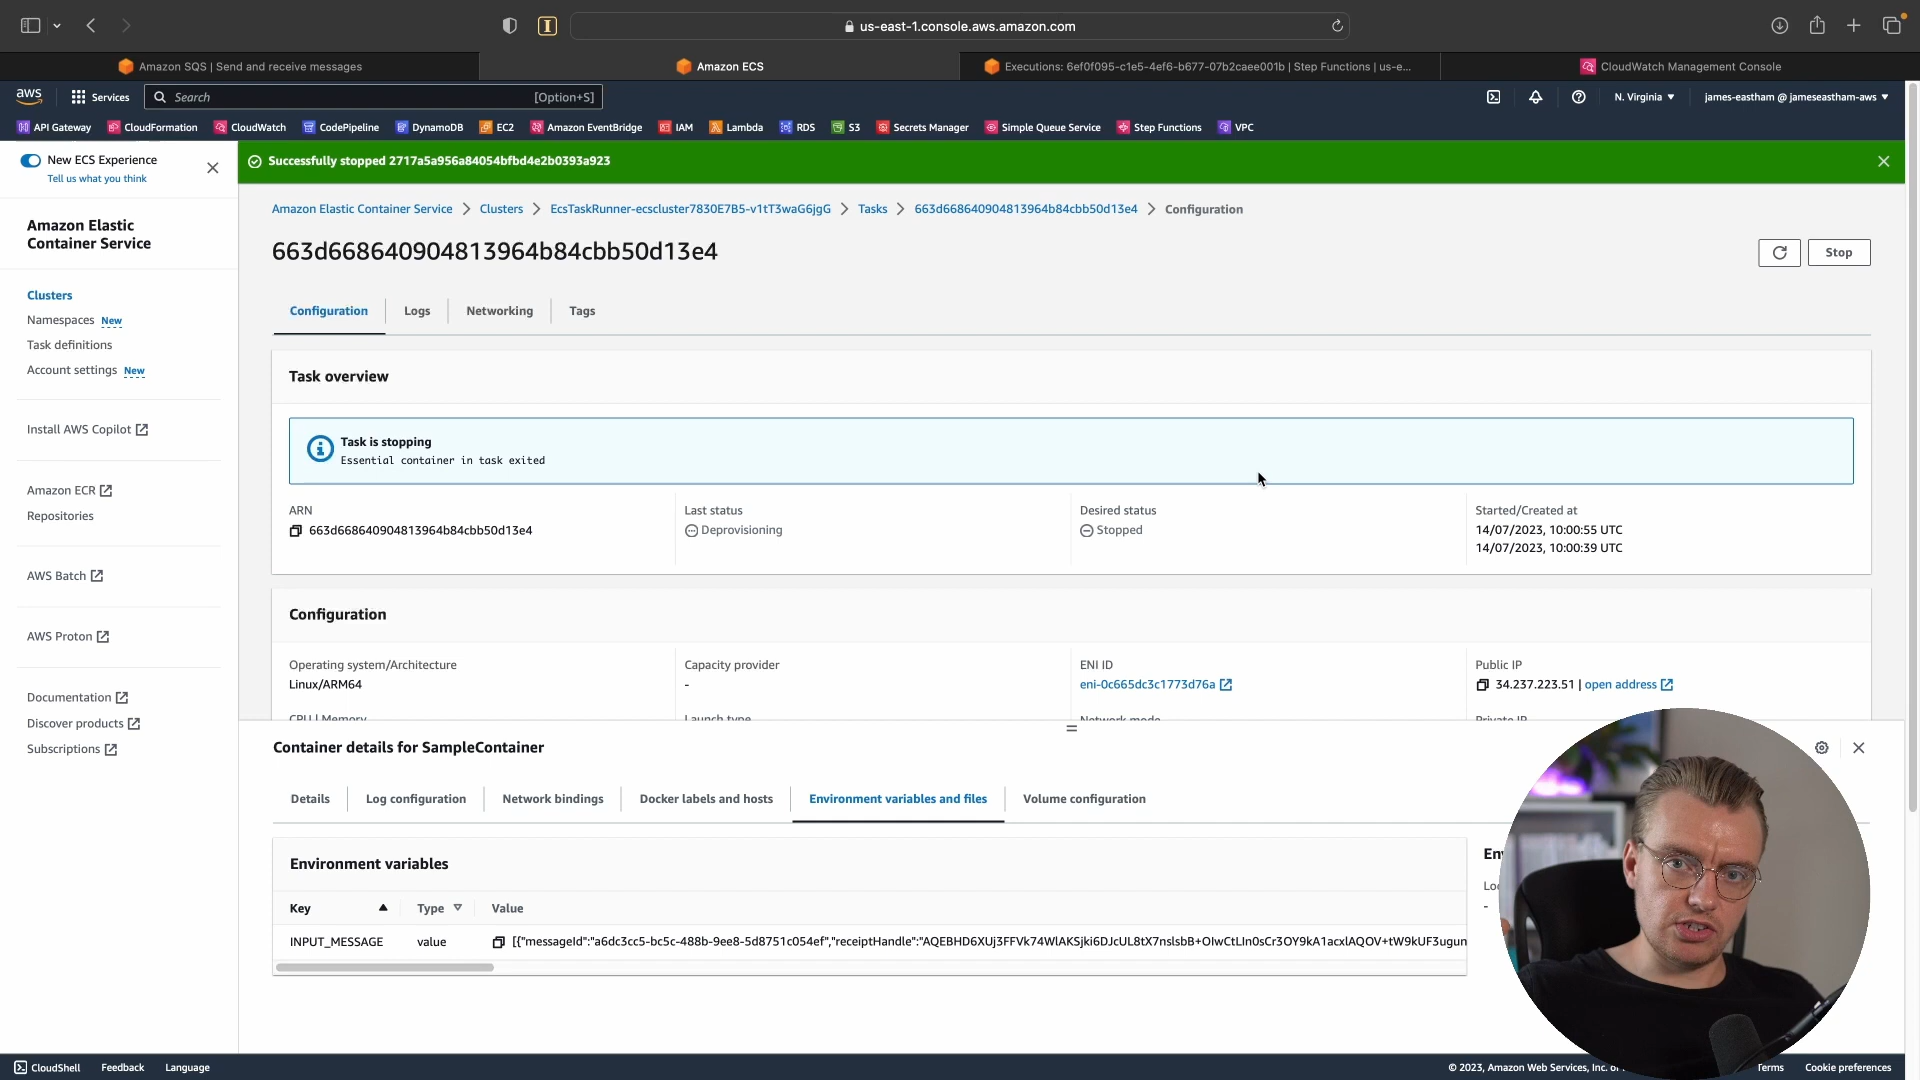 us-east-1.console.aws.amazon.com
Amazon SQS | Send and receive messages
Amazon ECS
Executions: 6ef0f095-c1e5-4ef6-b677-07b2caee001b | Step Functions | us-e...
CloudWatch Management Console
aws
Services
Search
[Option+S]
N. Virginia
james-eastham @ jameseastham-aws
API Gateway
CloudFormation
CloudWatch
CodePipeline
DynamoDB
EC2
Amazon EventBridge
IAM
Lambda
RDS
S3
Secrets Manager
Simple Queue Service
Step Functions
VPC
New ECS Experience
Tell us what you think
Successfully stopped 2717a5a956a84054bfbd4e2b0393a923
Amazon Elastic Container Service
Clusters
EcsTaskRunner-ecscluster7830E7B5-v1tT3waG6jgG
Tasks
663d668640904813964b84cbb50d13e4
Configuration
Amazon Elastic
Container Service
663d668640904813964b84cbb50d13e4
Stop
Clusters
Namespaces New
Task definitions
Account settings New
Install AWS Copilot
Amazon ECR
Repositories
AWS Batch
AWS Proton
Documentation
Discover products
Subscriptions
Configuration
Logs
Networking
Tags
Task overview
Task is stopping
Essential container in task exited
ARN
663d668640904813964b84cbb50d13e4
Last status
Deprovisioning
Desired status
Stopped
Started/Created at
14/07/2023, 10:00:55 UTC
14/07/2023, 10:00:39 UTC
Configuration
Operating system/Architecture
Linux/ARM64
Capacity provider
-
ENI ID
eni-0c665dc3c1773d76a
Public IP
34.237.223.51 | open address
CPU | Memory
Launch type
Network mode
Private IP
Container details for SampleContainer
Details
Log configuration
Network bindings
Docker labels and hosts
Environment variables and files
Volume configuration
Environment variables
Key
Type
Value
INPUT_MESSAGE
value
[{"messageId":"a6dc3cc5-bc5c-488b-9ee8-5d8751c054ef","receiptHandle":"AQEBHD6XUj3FFVk74WlAKSjki6DJcUL8tX7nslsbB+OIwCtLIn0sCr3OY9kA1acxlAQOV+tW9kUF3ugun
-
CloudShell
Feedback
Language
© 2023, Amazon Web Services, Inc. or
Terms
Cookie preferences